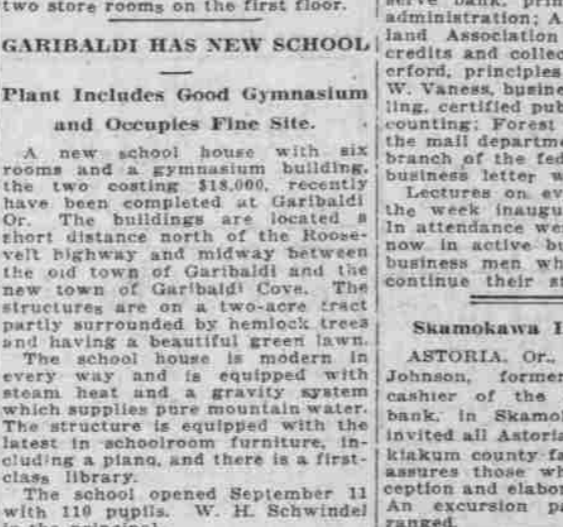 two store rooms on the first floor.
GARIBALDI HAS NEW SCHOOL
Plant Includes Good Gymnasium
and Occupies Fine Site.
A new school house with six
rooms and a gymnasium building,
the two costing $18,000, recently
have been completed at Garibaldi
Or. The buildings are located a
short distance north of the Roose-
velt highway and midway between
the old town of Garibaldi and the
new town of Garibaldi Cove. The
structures are on a two-acre tract
partly surrounded by hemlock trees
and having a beautiful green lawn.
The school house is modern in
every way and is equipped with
steam heat and a gravity system
which supplies pure mountain water.
The structure is equipped with the
latest in schoolroom furniture, in-
cluding a piano, and there is a first-
class library.
The school opened September 11
with 110 pupils. W. H. Schwindel
is the principal.
serve bank, prin
administration; A
land Association
credits and collec
erford, principles
W. Vaness, busine
ling, certified pub
counting; Forest
the mail departme
branch of the fed
business letter w
Lectures on ev
the week inaugu
In attendance wer
now in active bu
business men wh
continue their st
Skamokawa I
ASTORIA, Or.,
Johnson, former
cashier of the
bank, in Skamok
invited all Astoria
kiakum county fa
assures those wh
ception and elabor
An excursion pa
ranged